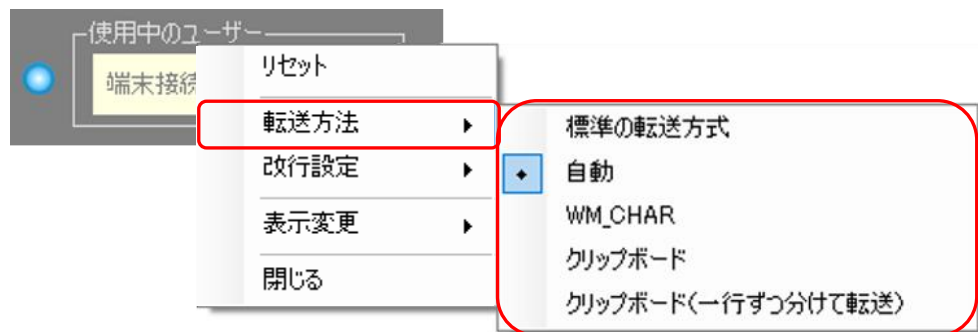 使用中のユーザー
端末接続
リセット
転送方法
改行設定
表示変更
閉じる
標準の転送方式
自動
WM_CHAR
クリップボード
クリップボード(一行ずつ分けて転送)